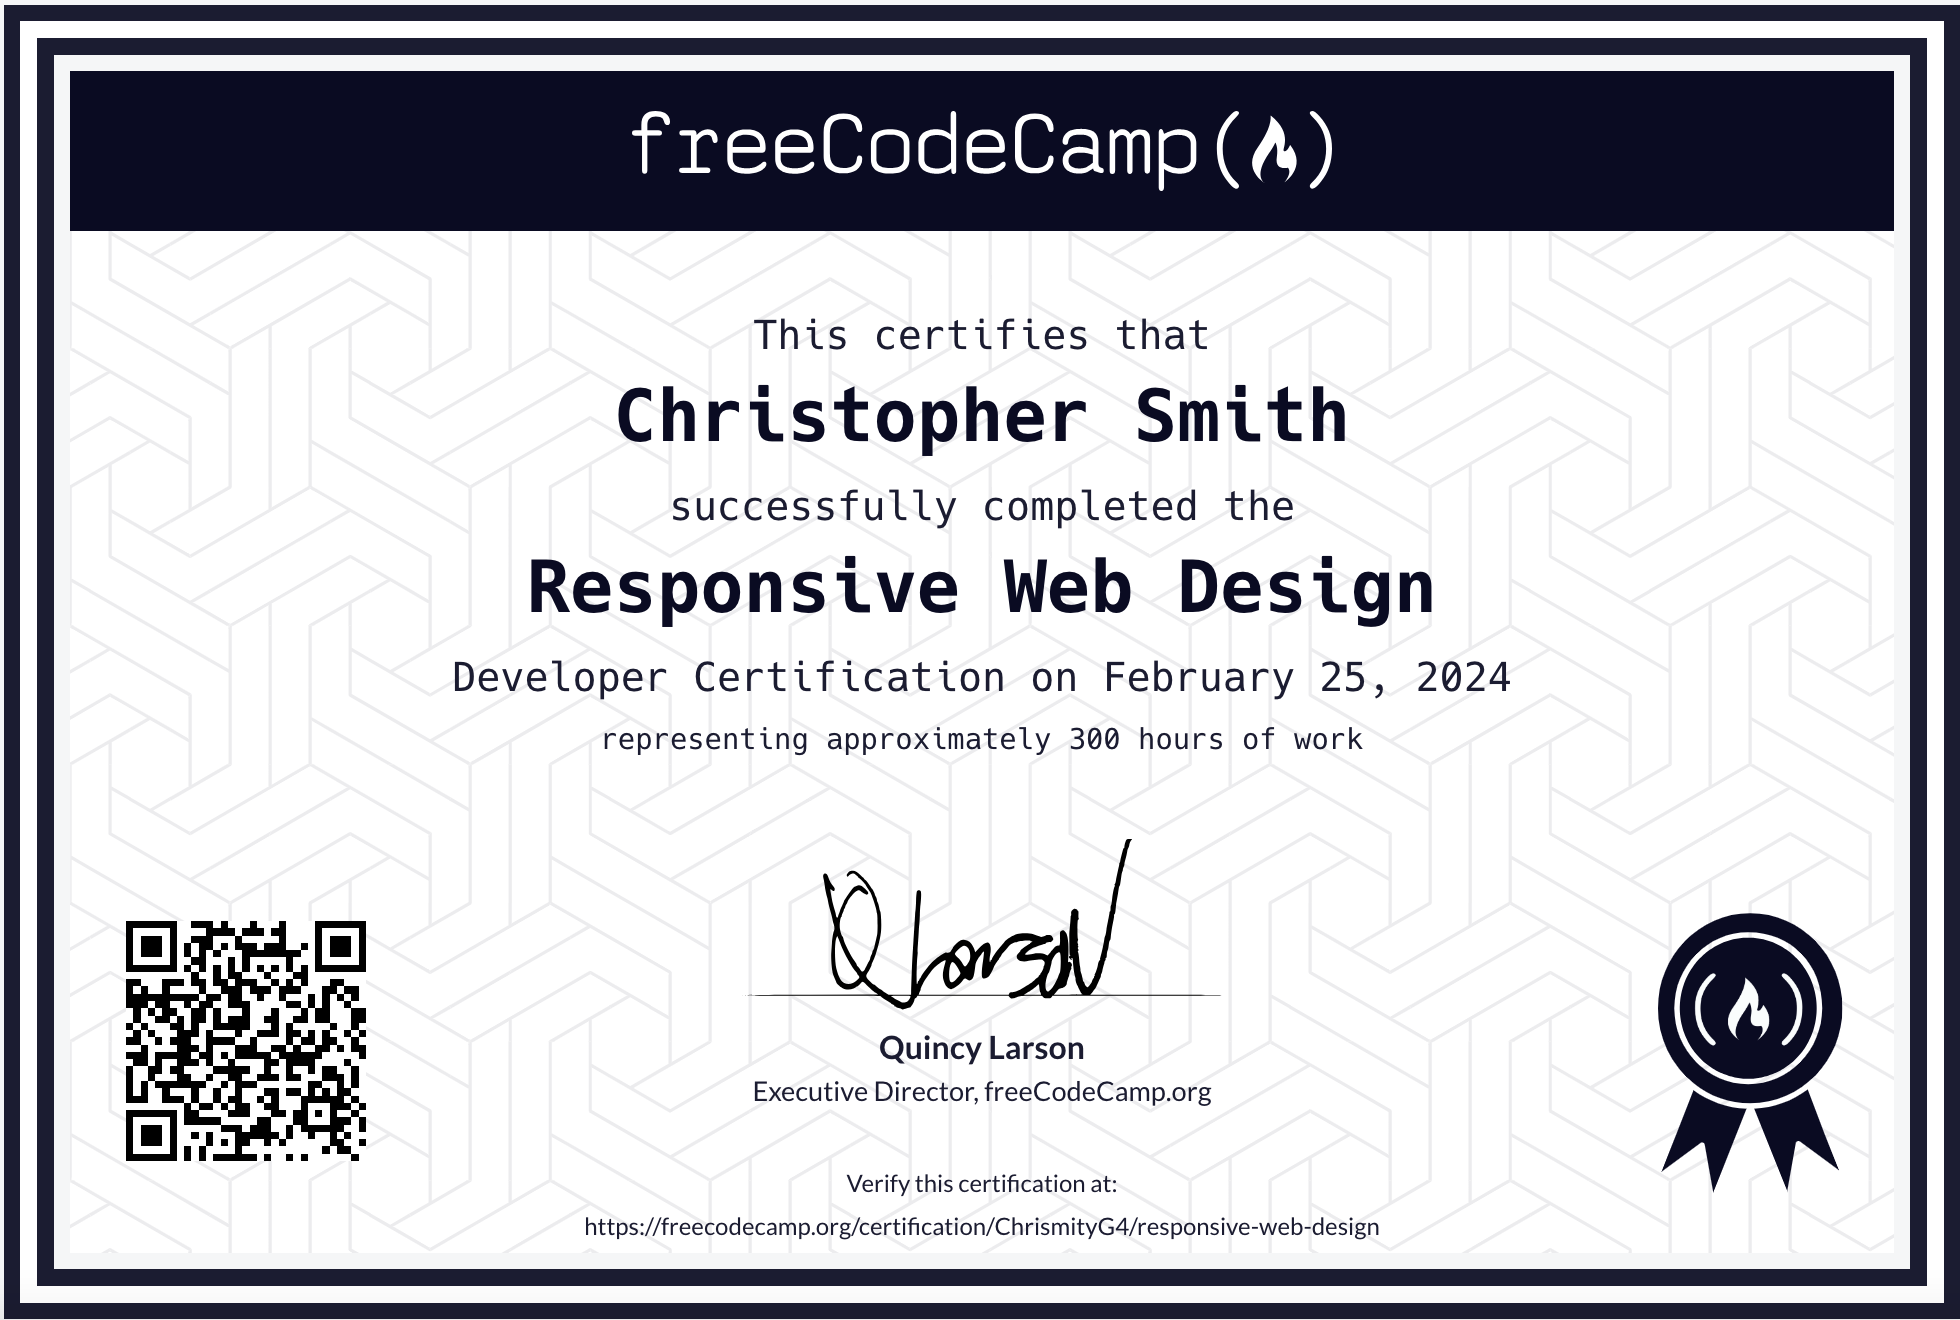 freeCodeCamp
This certifies that
Christopher Smith
successfully completed the
Responsive Web Design
Developer Certification on February 25, 2024
representing approximately 300 hours of work
Q Larson
Quincy Larson
Executive Director, freeCodeCamp.org
Verify this certification at:
https://freecodecamp.org/certification/ChrismityG4/responsive-web-design